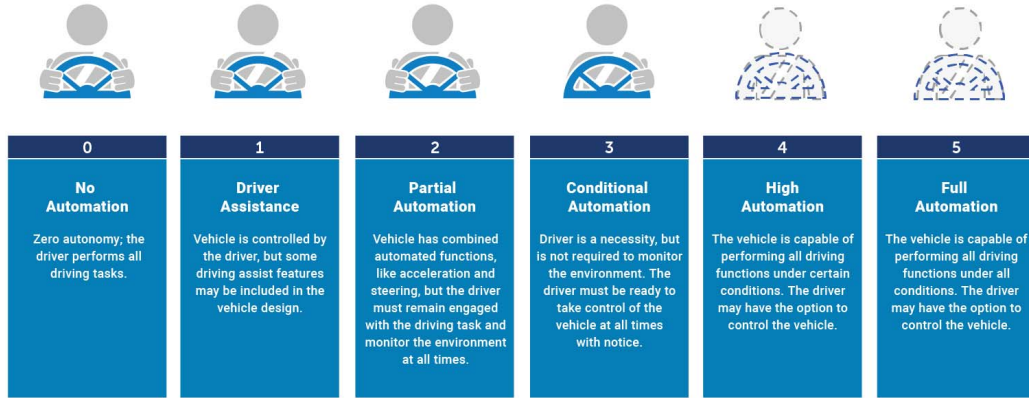 0
No
Automation
Zero autonomy; the
driver performs all
driving tasks.
1
Driver
Assistance
Vehicle is controlled by
the driver, but some
driving assist features
may be included in the
vehicle design.
2
Partial
Automation
Vehicle has combined
automated functions,
like acceleration and
steering, but the driver
must remain engaged
with the driving task and
monitor the environment
at all times.
3
Conditional
Automation
Driver is a necessity, but
is not required to monitor
the environment. The
driver must be ready to
take control of the
vehicle at all times
with notice.
4
High
Automation
The vehicle is capable of
performing all driving
functions under certain
conditions. The driver
may have the option to
control the vehicle.
5
Full
Automation
The vehicle is capable of
performing all driving
functions under all
conditions. The driver
may have the option to
control the vehicle.